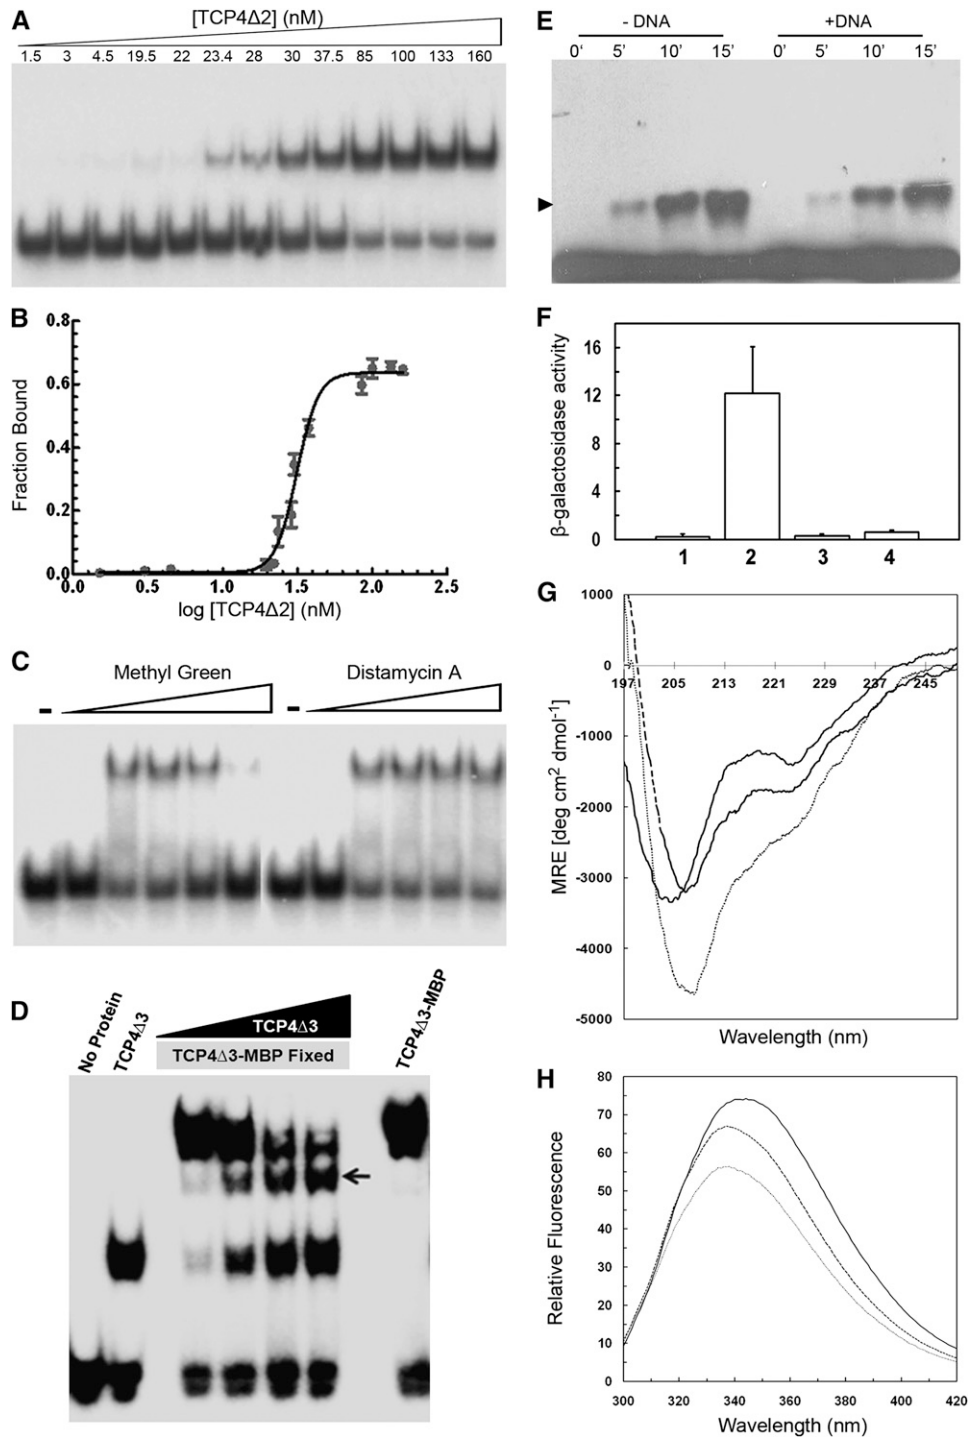 A
[TCP4Δ2] (nM)
1.5 3 4.5 19.5 22 23.4 28 30 37.5 85 100 133 160
B
Fraction Bound
0.8
0.6
0.4
0.2
0.0
0.0 0.5 1.0 1.5 2.0 2.5
log [TCP4Δ2] (nM)
C
Methyl Green
Distamycin A
- -
D
No Protein
TCP4Δ3
TCP4Δ3
TCP4Δ3-MBP Fixed
TCP4Δ3-MBP
E
- DNA +DNA
0' 5' 10' 15' 0' 5' 10' 15'
F
β-galactosidase activity
16
12
8
4
0
1 2 3 4
G
MRE [deg cm2 dmol-1]
1000
0
-1000
-2000
-3000
-4000
-5000
197 205 213 221 229 237 245
Wavelength (nm)
H
Relative Fluorescence
80
70
60
50
40
30
20
10
0
300 320 340 360 380 400 420
Wavelength (nm)